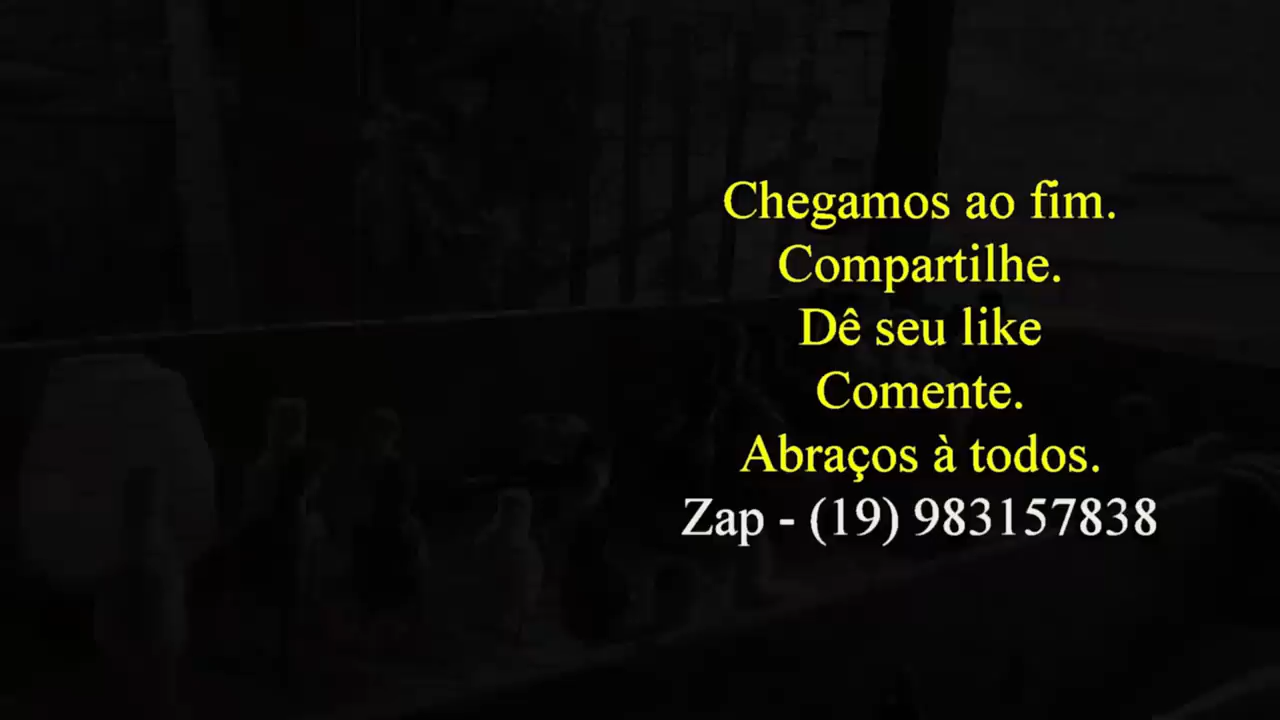 Chegamos ao fim.
Compartilhe.
Dê seu like
Comente.
Abraços à todos.
Zap - (19) 983157838